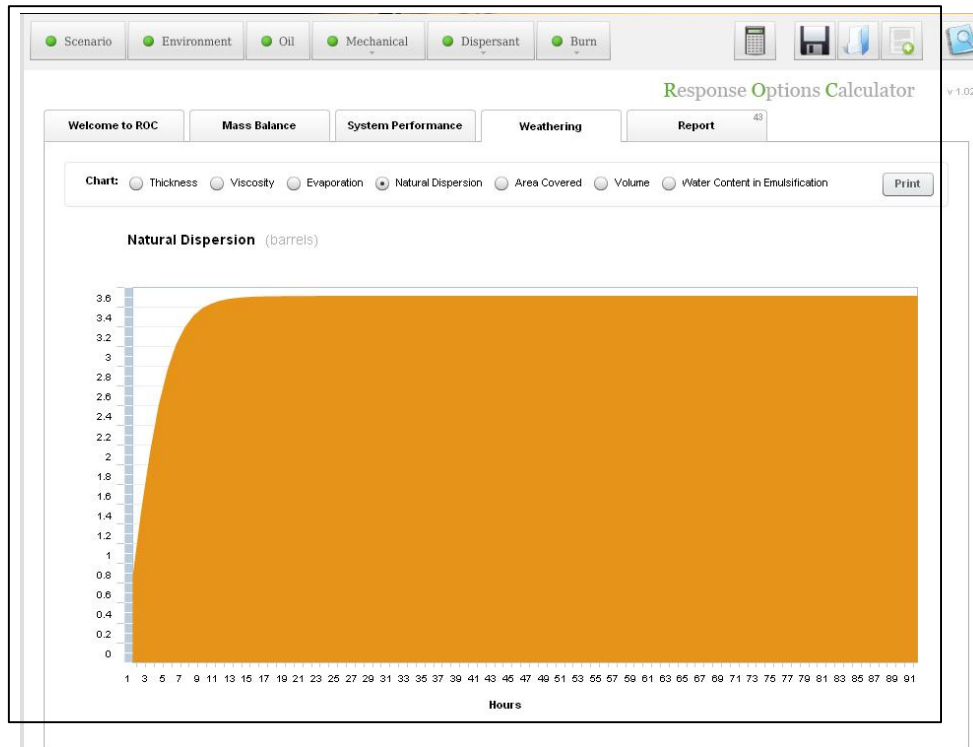 Scenario Environment Oil Mechanical Dispersant Burn
Response Options Calculator v 1.02
Welcome to ROC Mass Balance System Performance Weathering Report 43
Chart: Thickness Viscosity Evaporation Natural Dispersion Area Covered Volume Water Content in Emulsification Print
Natural Dispersion (barrels)
3.6
3.4
3.2
3
2.8
2.6
2.4
2.2
2
1.8
1.6
1.4
1.2
1
0.8
0.6
0.4
0.2
0
1 3 5 7 9 11 13 15 17 19 21 23 25 27 29 31 33 35 37 39 41 43 45 47 49 51 53 55 57 59 61 63 65 67 69 71 73 75 77 79 81 83 85 87 89 91
Hours